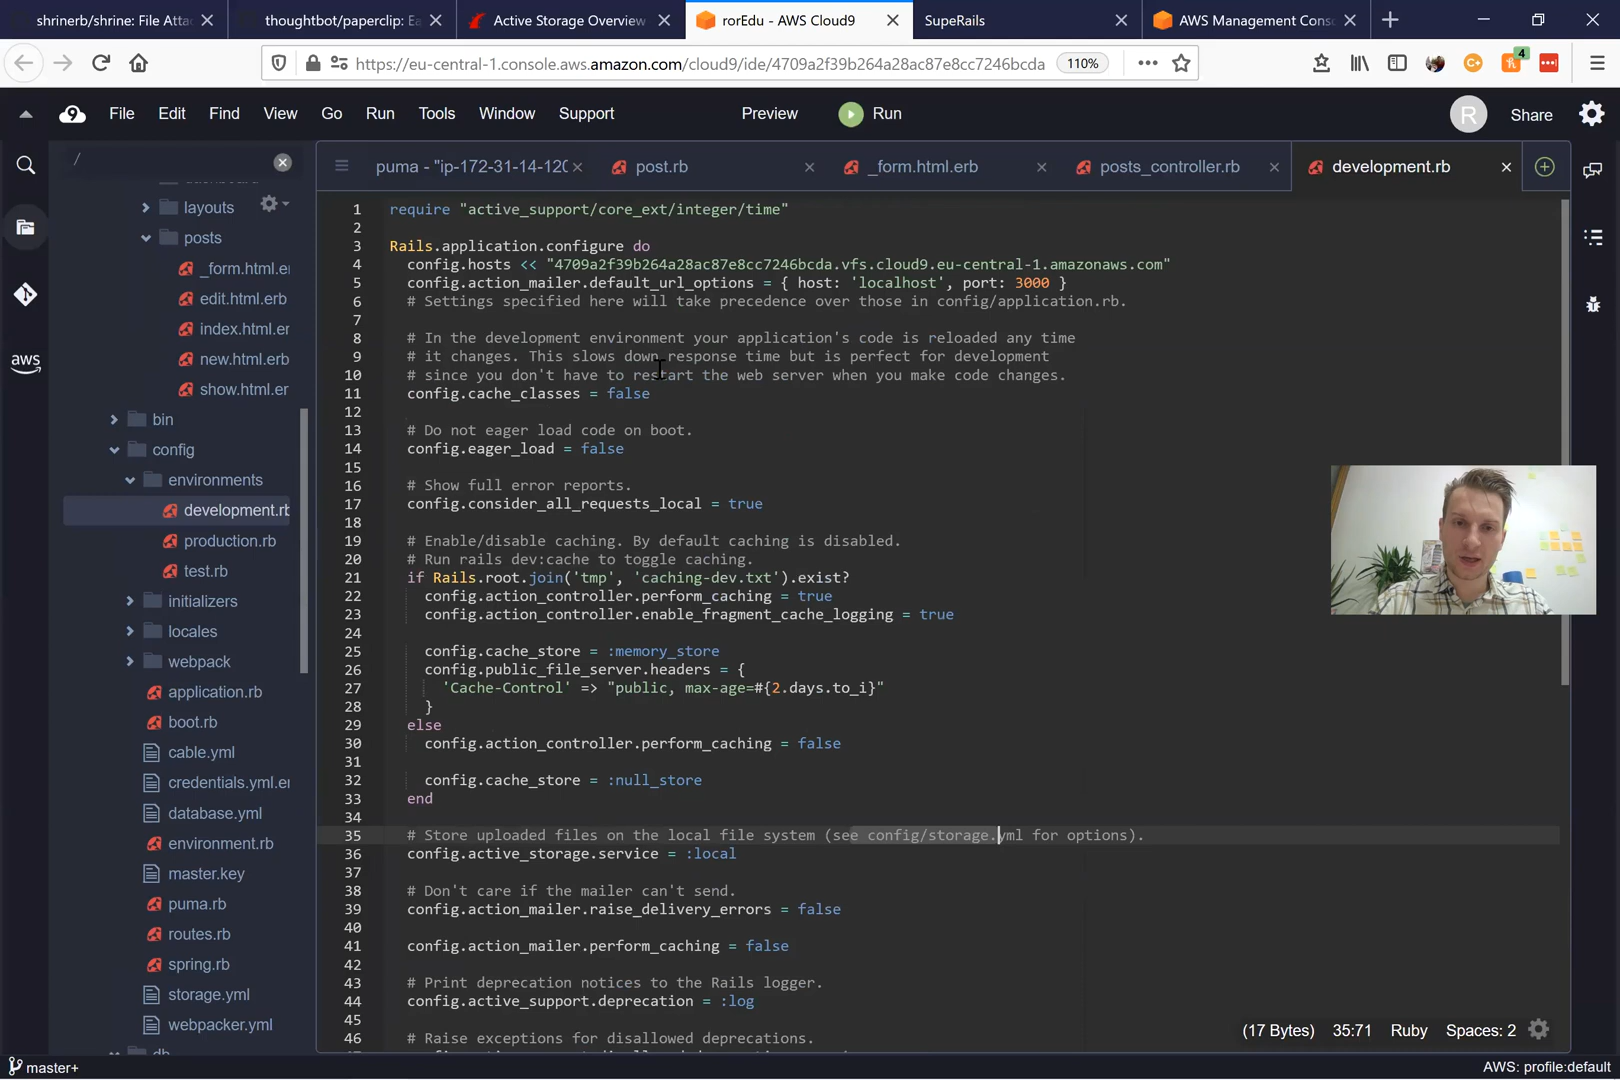 shrinerb/shrine: File Atta
thoughtbot/paperclip: Ea
Active Storage Overview
rorEdu - AWS Cloud9
SupeRails
AWS Management Cons
https://eu-central-1.console.aws.amazon.com/cloud9/ide/4709a2f39b264a28ac87e8cc7246bcda
110%
4
9
File Edit Find View Go Run Tools Window Support
Preview
Run
R
Share
/
puma - "ip-172-31-14-120
post.rb
_form.html.erb
posts_controller.rb
development.rb
aws
layouts
posts
_form.html.er
edit.html.erb
index.html.er
new.html.erb
show.html.er
bin
config
environments
development.rb
production.rb
test.rb
initializers
locales
webpack
application.rb
boot.rb
cable.yml
credentials.yml.er
database.yml
environment.rb
master.key
puma.rb
routes.rb
spring.rb
storage.yml
webpacker.yml
db
1 require "active_support/core_ext/integer/time"
2
3 Rails.application.configure do
4 config.hosts << "4709a2f39b264a28ac87e8cc7246bcda.vfs.cloud9.eu-central-1.amazonaws.com"
5 config.action_mailer.default_url_options = { host: 'localhost', port: 3000 }
6 # Settings specified here will take precedence over those in config/application.rb.
7
8 # In the development environment your application's code is reloaded any time
9 # it changes. This slows down response time but is perfect for development
10 # since you don't have to restart the web server when you make code changes.
11 config.cache_classes = false
12
13 # Do not eager load code on boot.
14 config.eager_load = false
15
16 # Show full error reports.
17 config.consider_all_requests_local = true
18
19 # Enable/disable caching. By default caching is disabled.
20 # Run rails dev:cache to toggle caching.
21 if Rails.root.join('tmp', 'caching-dev.txt').exist?
22 config.action_controller.perform_caching = true
23 config.action_controller.enable_fragment_cache_logging = true
24
25 config.cache_store = :memory_store
26 config.public_file_server.headers = {
27 'Cache-Control' => "public, max-age=#{2.days.to_i}"
28 }
29 else
30 config.action_controller.perform_caching = false
31
32 config.cache_store = :null_store
33 end
34
35 # Store uploaded files on the local file system (see config/storage.yml for options).
36 config.active_storage.service = :local
37
38 # Don't care if the mailer can't send.
39 config.action_mailer.raise_delivery_errors = false
40
41 config.action_mailer.perform_caching = false
42
43 # Print deprecation notices to the Rails logger.
44 config.active_support.deprecation = :log
45
46 # Raise exceptions for disallowed deprecations.
(17 Bytes) 35:71 Ruby Spaces: 2
master+
AWS: profile:default